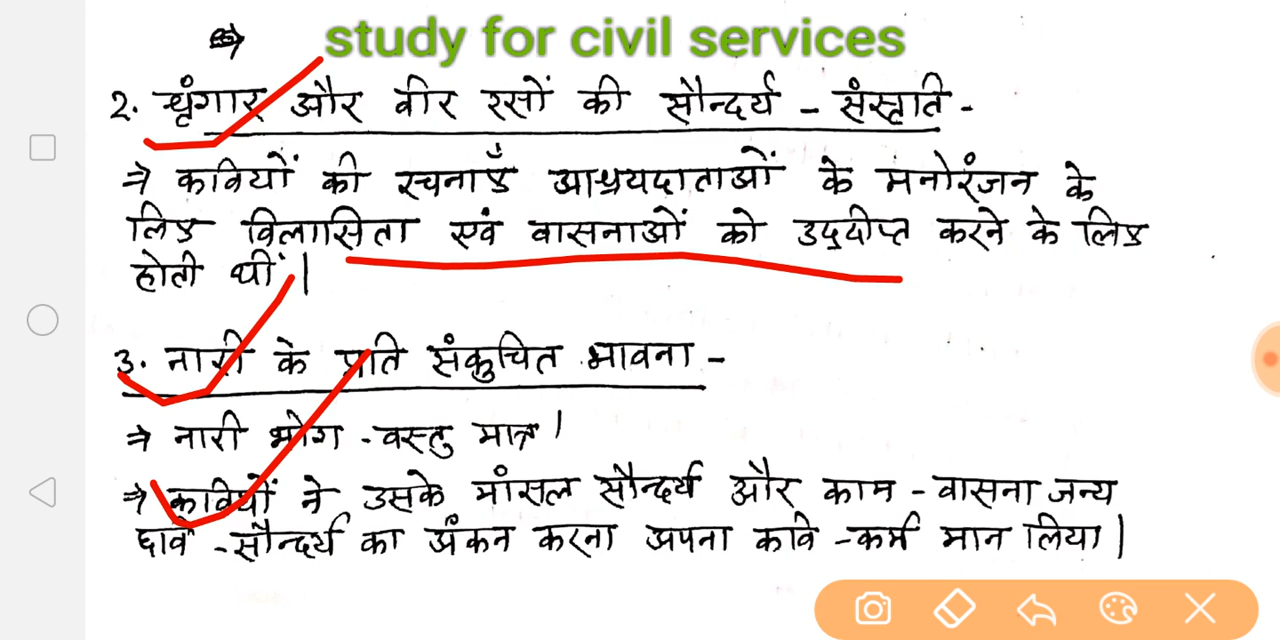 study for civil services
2. शृंगार और वीर रसों की सौन्दर्य - संस्तृति -
⇒ कवियों की रचनाएँ आश्रयदाताओं के मनोरंजन के
लिए विलासिता एवं वासनाओं को उद्दीप्त करने के लिए
होती थीं।
3. नारी के प्रति संकुचित भावना -
⇒ नारी भोग - वस्तु मात्र।
⇒ कवियों ने उसके मांसल सौन्दर्य और काम - वासना जन्य
- सौन्दर्य का अंकन करना अपना कवि - कर्म मान लिया।